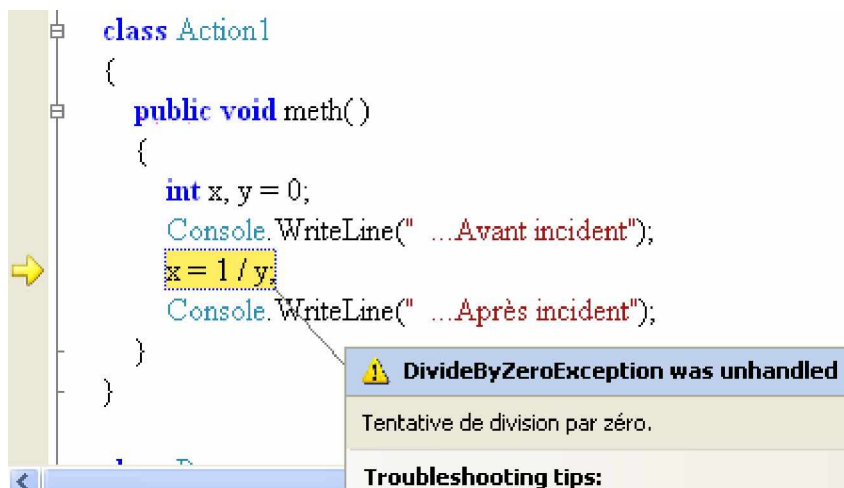 class Action1
{
public void meth()
{
int x, y = 0;
Console.WriteLine("  ...Avant incident");
x = 1 / y;
Console.WriteLine("  ...Après incident");
}
}
DivideByZeroException was unhandled
Tentative de division par zéro.
Troubleshooting tips: